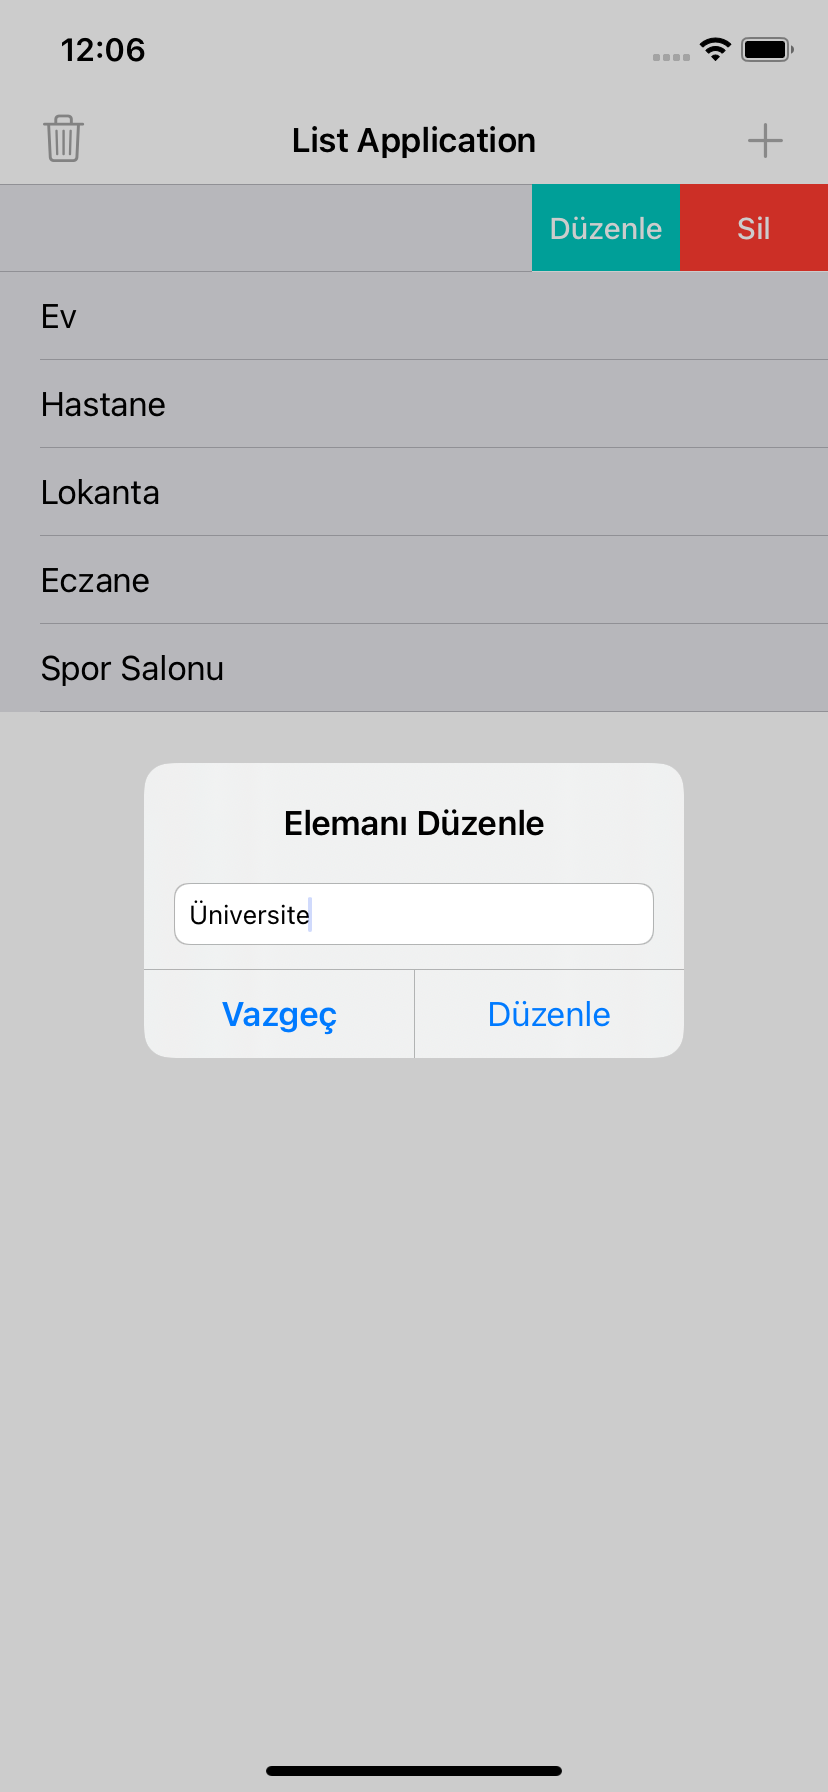 12:06
List Application
Düzenle Sil
Ev
Hastane
Lokanta
Eczane
Spor Salonu
Elemanı Düzenle
Üniversite
Vazgeç Düzenle